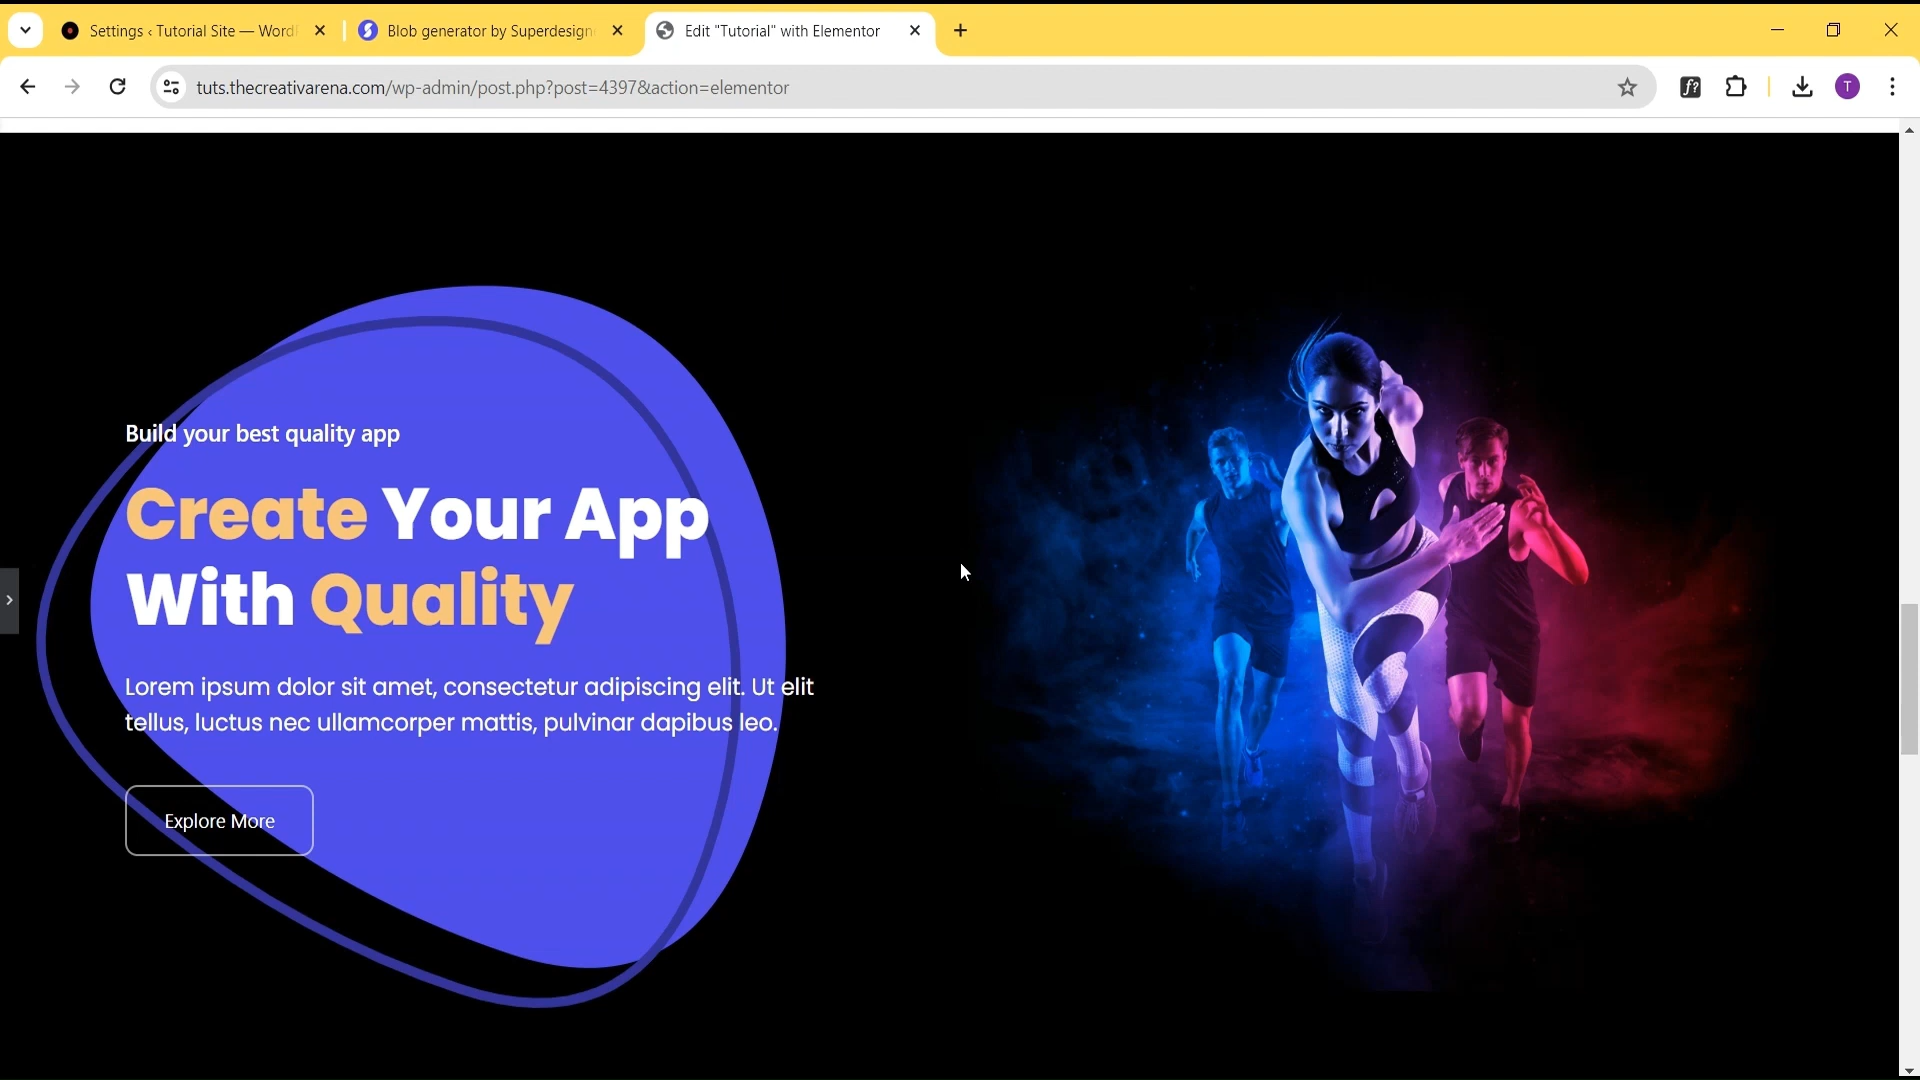 Settings ‹ Tutorial Site — Word
Blob generator by Superdesign
Edit "Tutorial" with Elementor
tuts.thecreativarena.com/wp-admin/post.php?post=4397&action=elementor
f?
T
Build your best quality app
Create Your App
With Quality
Lorem ipsum dolor sit amet, consectetur adipiscing elit. Ut elit
tellus, luctus nec ullamcorper mattis, pulvinar dapibus leo.
Explore More